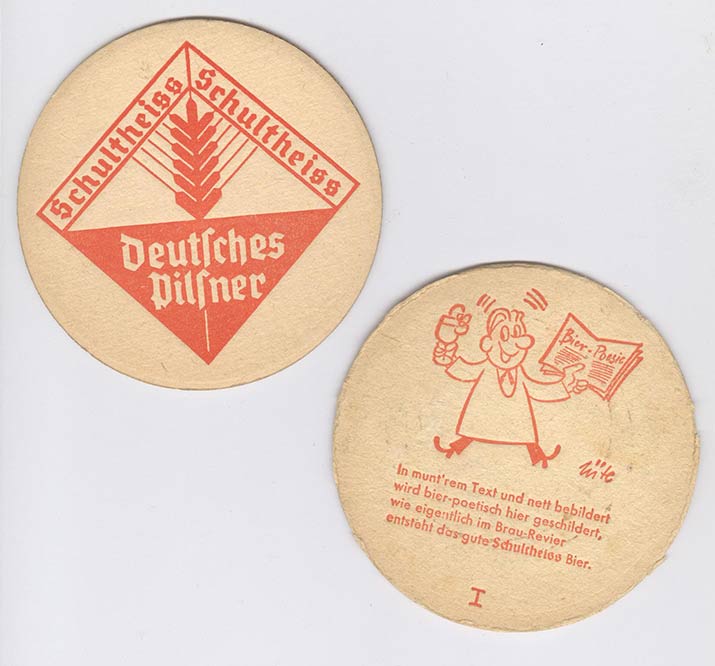 Schultheiss
Schultheiss
Deutſches
Pilſner
Bier-Poesie
In munt'rem Text und nett bebildert
wird bier-poetisch hier geschildert,
wie eigentlich im Brau-Revier
entsteht das gute Schultheiss Bier.
I